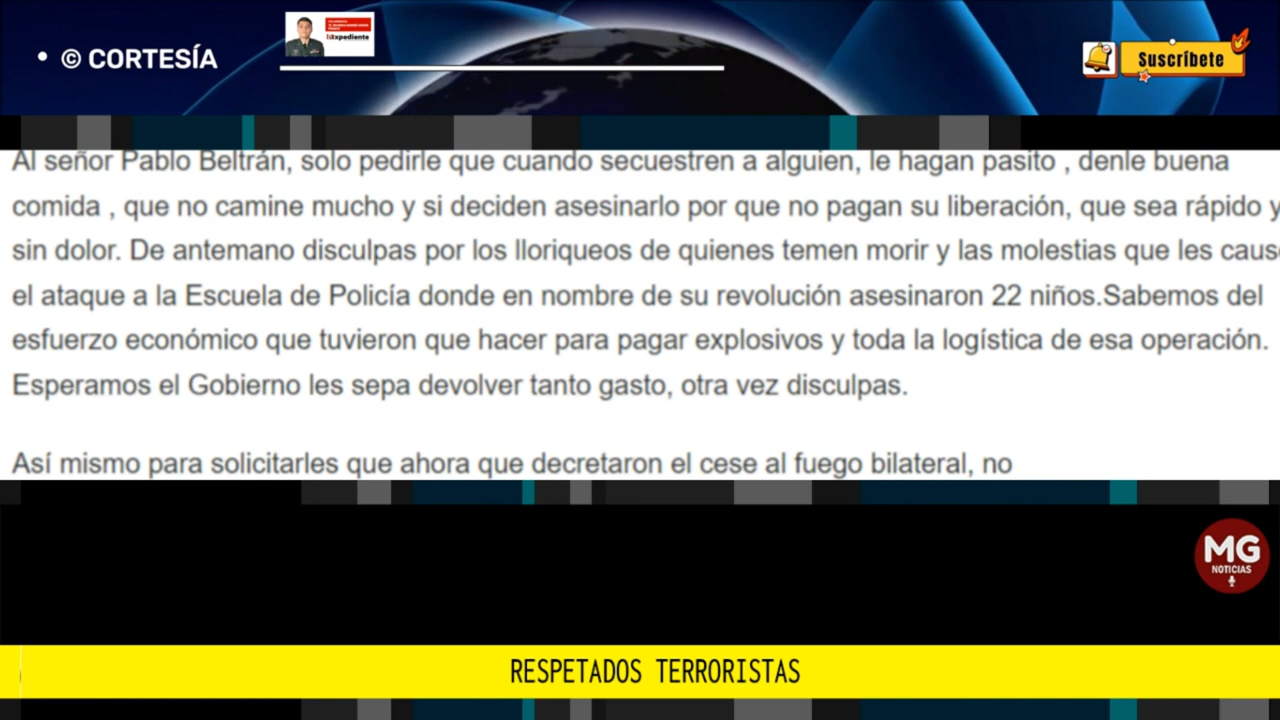 • © CORTESÍA
Expediente
Suscríbete
Al señor Pablo Beltrán, solo pedirle que cuando secuestren a alguien, le hagan pasito , denle buena
comida , que no camine mucho y si deciden asesinarlo por que no pagan su liberación, que sea rápido y
sin dolor. De antemano disculpas por los lloriqueos de quienes temen morir y las molestias que les caus
el ataque a la Escuela de Policía donde en nombre de su revolución asesinaron 22 niños.Sabemos del
esfuerzo económico que tuvieron que hacer para pagar explosivos y toda la logística de esa operación.
Esperamos el Gobierno les sepa devolver tanto gasto, otra vez disculpas.
Así mismo para solicitarles que ahora que decretaron el cese al fuego bilateral, no
MG
NOTICIAS
RESPETADOS TERRORISTAS